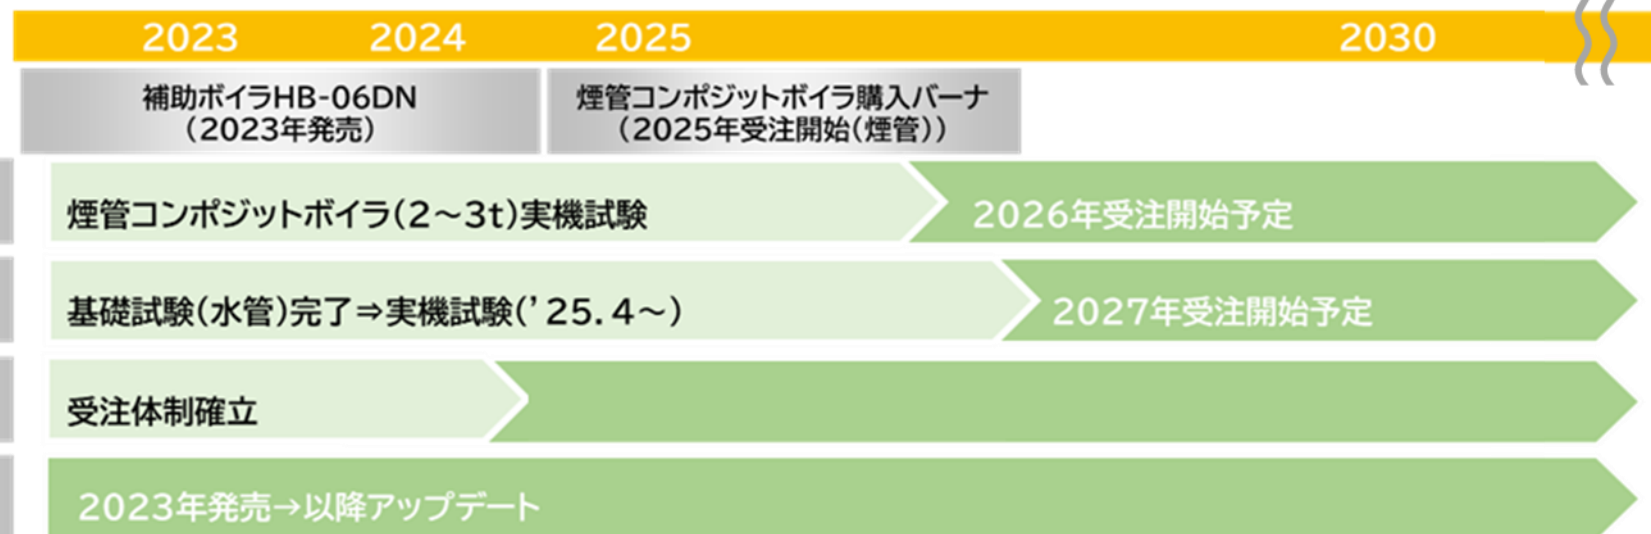 2023 2024 2025 2030
補助ボイラHB-06DN
(2023年発売)
煙管コンポジットボイラ購入バーナ
(2025年受注開始(煙管))
煙管コンポジットボイラ(2～3t)実機試験
2026年受注開始予定
基礎試験(水管)完了⇒実機試験(’25.4～)
2027年受注開始予定
受注体制確立
2023年発売→以降アップデート